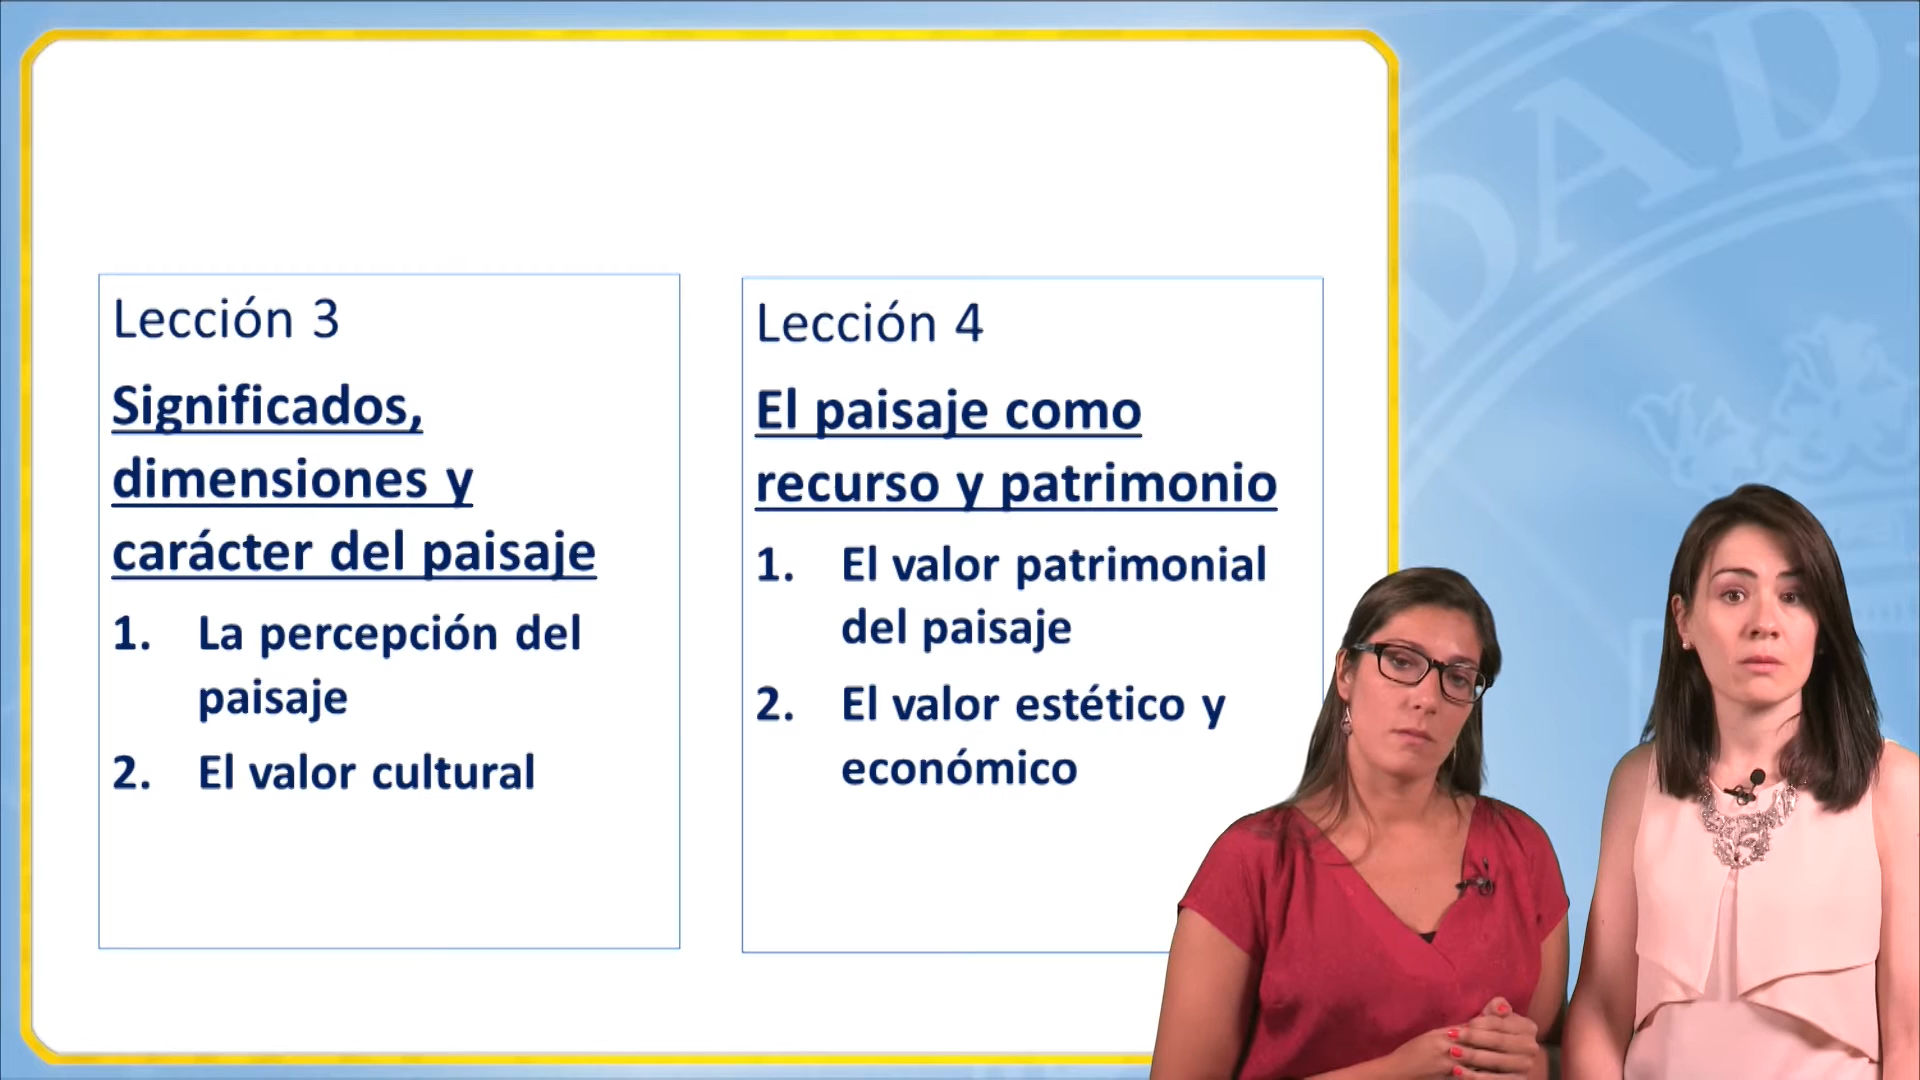 Lección 3
Significados,
dimensiones y
carácter del paisaje
1. La percepción del
paisaje
2. El valor cultural
Lección 4
El paisaje como
recurso y patrimonio
1. El valor patrimonial
del paisaje
2. El valor estético y
económico
DAD